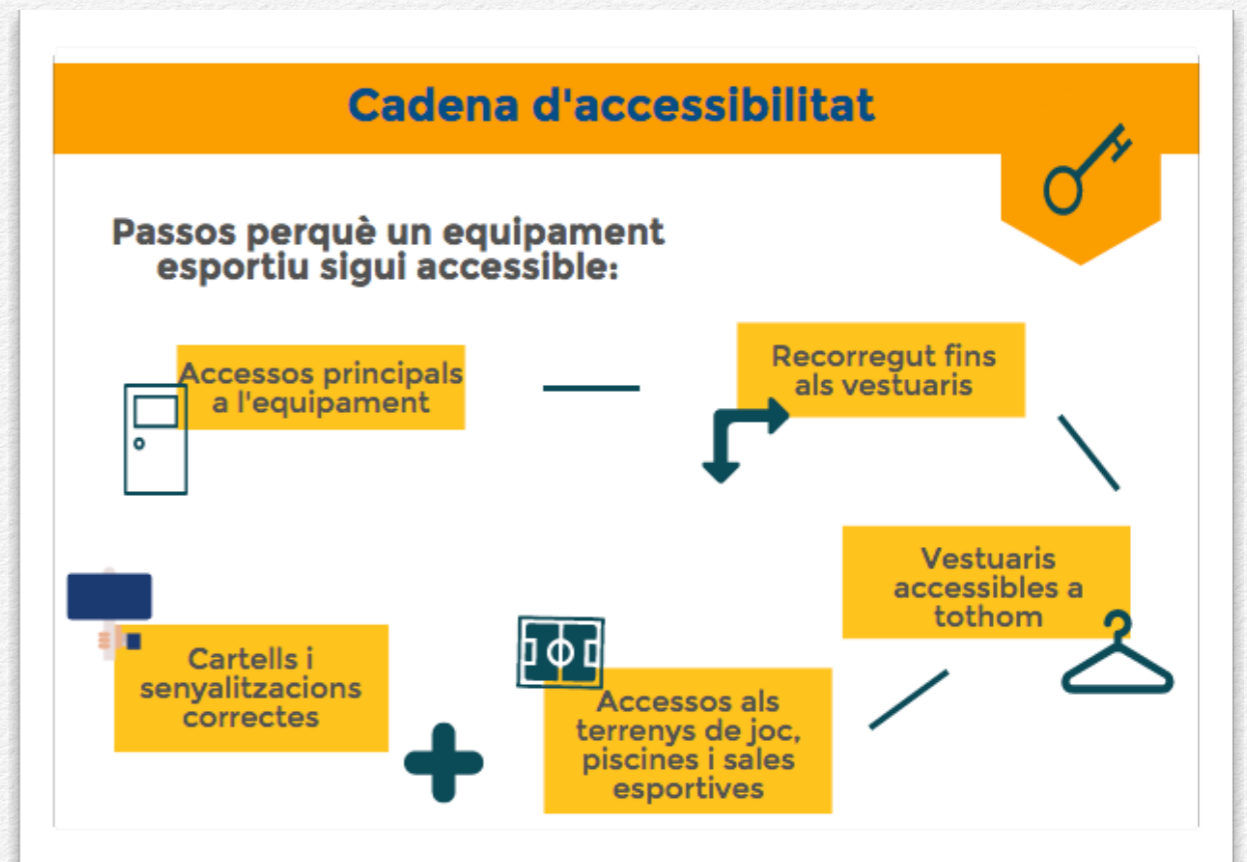 Cadena d'accessibilitat
Passos perquè un equipament
esportiu sigui accessible:
Accessos principals
a l'equipament
Recorregut fins
als vestuaris
Vestuaris
accessibles a
tothom
Accessos als
terrenys de joc,
piscines i sales
esportives
Cartells i
senyalitzacions
correctes